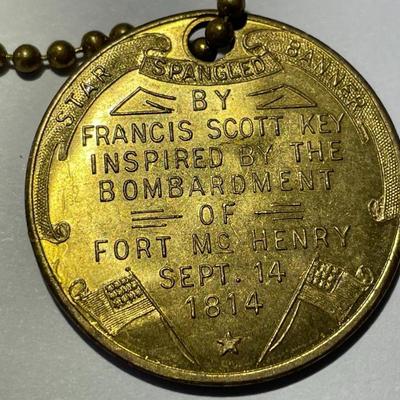 STAR SPANGLED BANNER
BY
FRANCIS SCOTT KEY
INSPIRED BY THE
BOMBARDMENT
OF
FORT Mc HENRY
SEPT. 14
1814